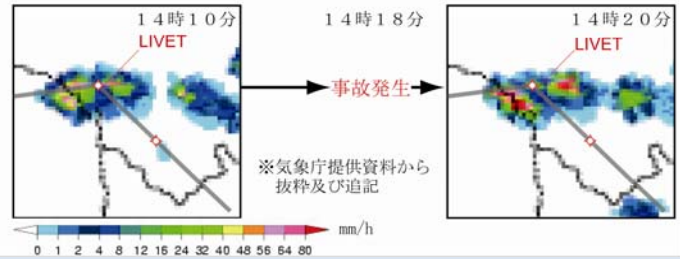 １４時１０分
LIVET
１４時１８分
事故発生
※気象庁提供資料から
抜粋及び追記
１４時２０分
LIVET
0 1 2 4 8 12 16 24 32 40 48 56 64 80 mm/h